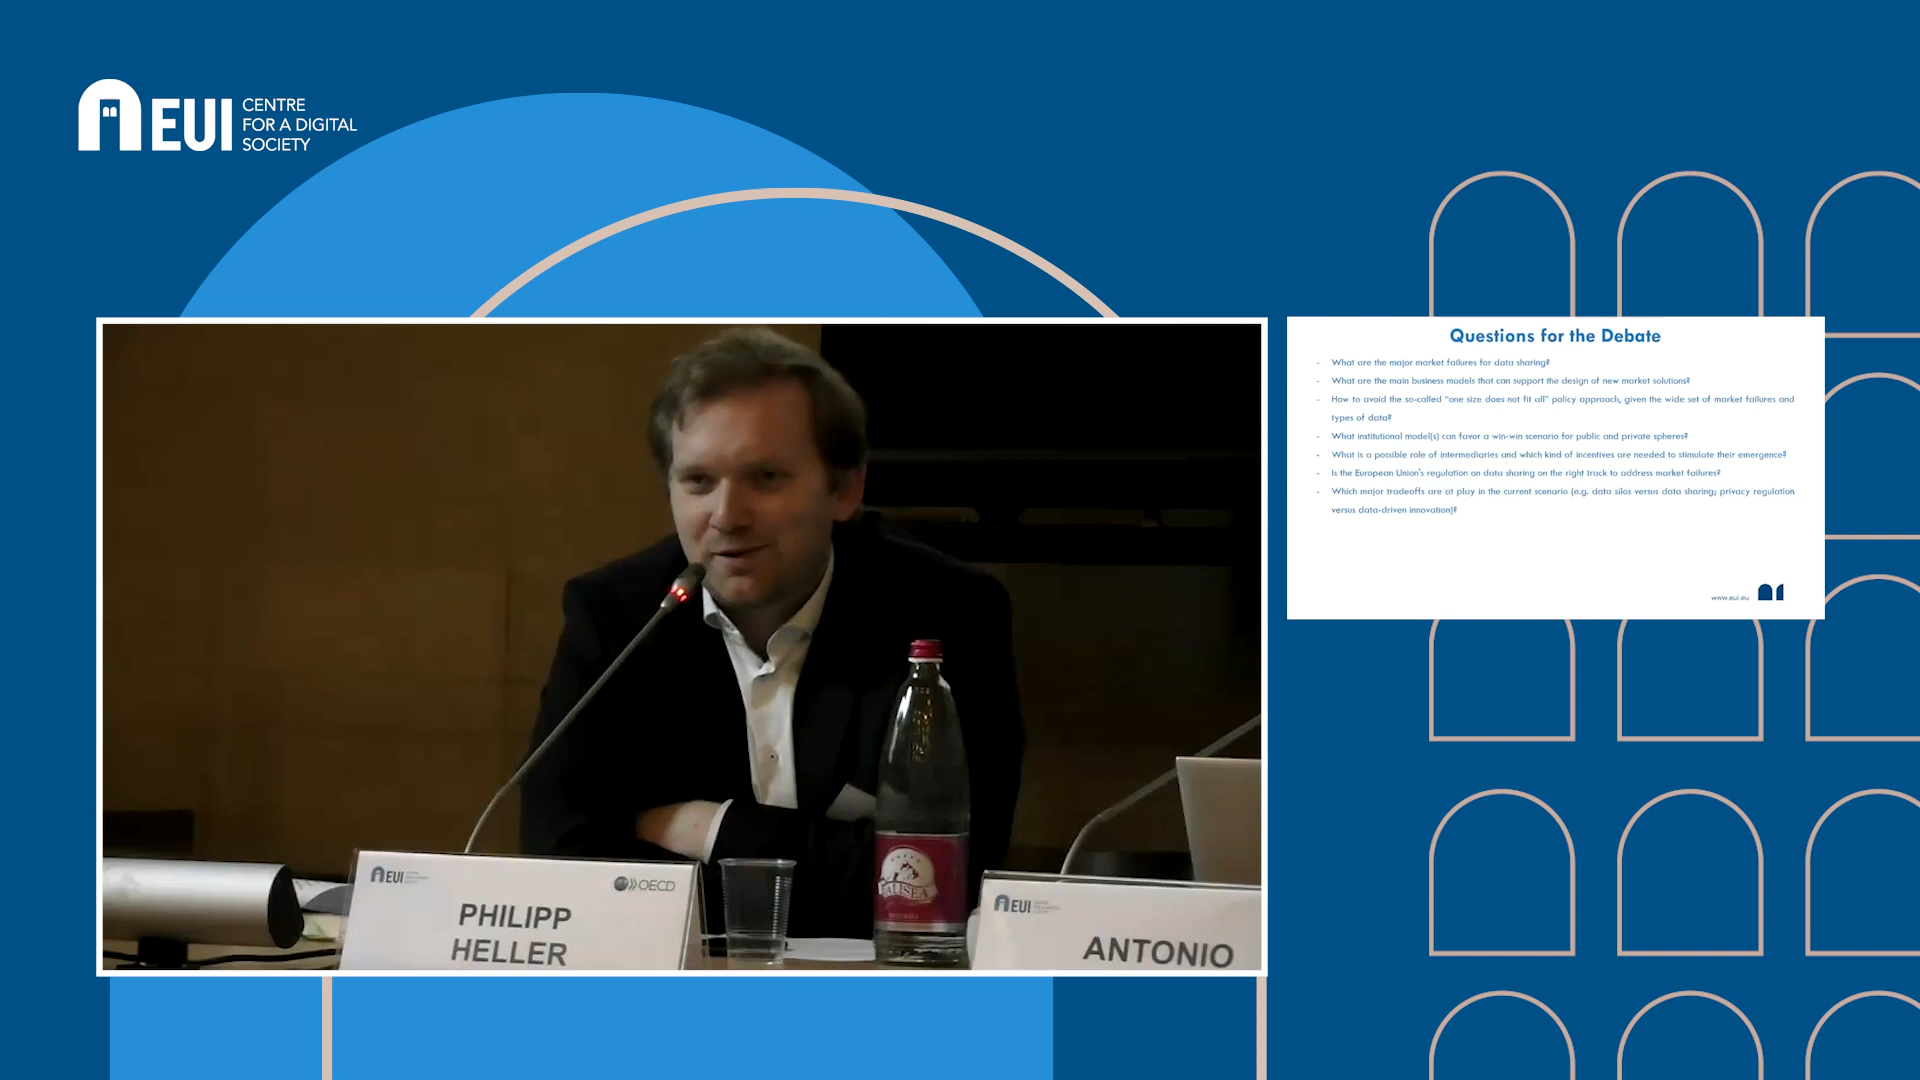 EUI
CENTRE
FOR A DIGITAL
SOCIETY
Questions for the Debate
- What are the major market failures for data sharing?
- What are the main business models that can support the design of new market solutions?
- How to avoid the so-called “one size does not fit all” policy approach, given the wide set of market failures and
types of data?
- What institutional model(s) can favor a win-win scenario for public and private spheres?
- What is a possible role of intermediaries and which kind of incentives are needed to stimulate their emergence?
- Is the European Union's regulation on data sharing on the right track to address market failures?
- Which major tradeoffs are at play in the current scenario (e.g. data silos versus data sharing; privacy regulation
versus data-driven innovation)?
www.eui.eu
EUI
OECD
PHILIPP
HELLER
EUI
ANTONIO